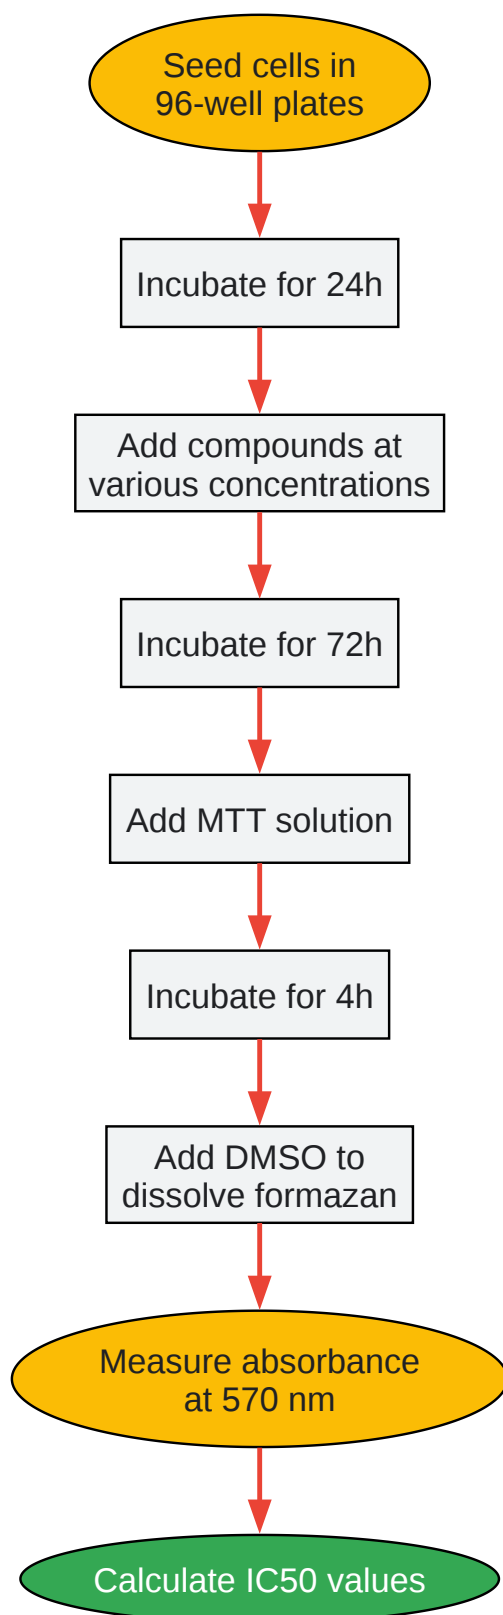 Seed cells in
96-well plates
Incubate for 24h
Add compounds at
various concentrations
Incubate for 72h
Add MTT solution
Incubate for 4h
Add DMSO to
dissolve formazan
Measure absorbance
at 570 nm
Calculate IC50 values